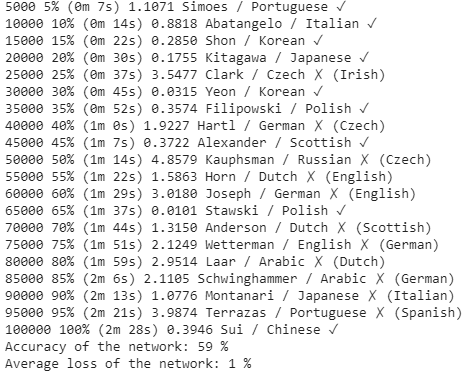 5000 5% (0m 7s) 1.1071 Simoes / Portuguese ✓
10000 10% (0m 14s) 0.8818 Abatangelo / Italian ✓
15000 15% (0m 22s) 0.2850 Shon / Korean ✓
20000 20% (0m 30s) 0.1755 Kitagawa / Japanese ✓
25000 25% (0m 37s) 3.5477 Clark / Czech ✗ (Irish)
30000 30% (0m 45s) 0.0315 Yeon / Korean ✓
35000 35% (0m 52s) 0.3574 Filipowski / Polish ✓
40000 40% (1m 0s) 1.9227 Hartl / German ✗ (Czech)
45000 45% (1m 7s) 0.3722 Alexander / Scottish ✓
50000 50% (1m 14s) 4.8579 Kauphsman / Russian ✗ (Czech)
55000 55% (1m 22s) 1.5863 Horn / Dutch ✗ (English)
60000 60% (1m 29s) 3.0180 Joseph / German ✗ (English)
65000 65% (1m 37s) 0.0101 Stawski / Polish ✓
70000 70% (1m 44s) 1.3150 Anderson / Dutch ✗ (Scottish)
75000 75% (1m 51s) 2.1249 Wetterman / English ✗ (German)
80000 80% (1m 59s) 2.9514 Laar / Arabic ✗ (Dutch)
85000 85% (2m 6s) 2.1105 Schwinghammer / Arabic ✗ (German)
90000 90% (2m 13s) 1.0776 Montanari / Japanese ✗ (Italian)
95000 95% (2m 21s) 3.9874 Terrazas / Portuguese ✗ (Spanish)
100000 100% (2m 28s) 0.3946 Sui / Chinese ✓
Accuracy of the network: 59 %
Average loss of the network: 1 %